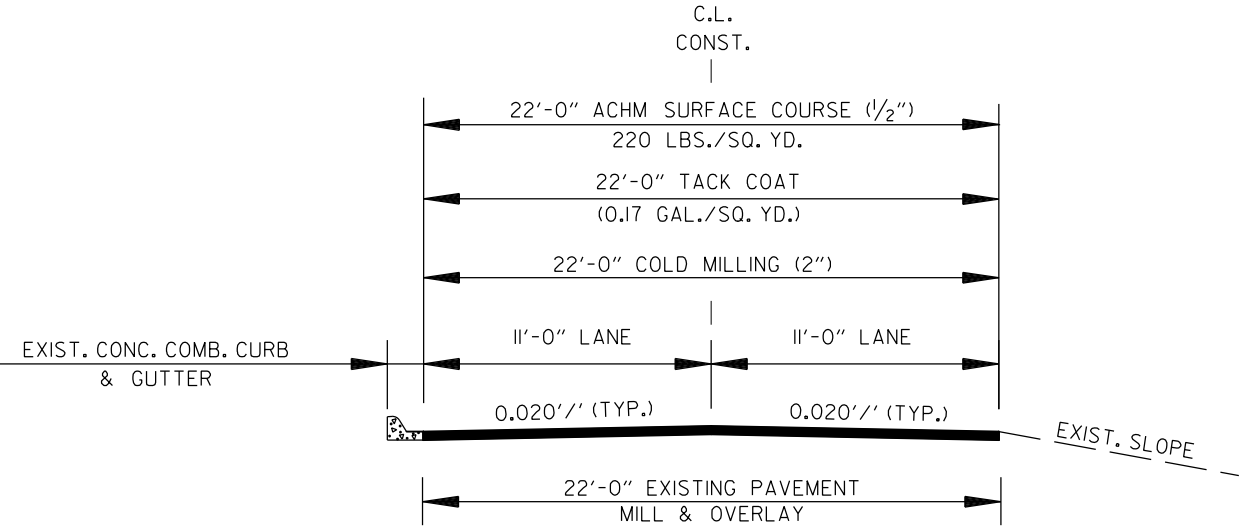 C.L.
CONST.
22'-0" ACHM SURFACE COURSE (1/2")
220 LBS./SQ. YD.
22'-0" TACK COAT
(0.17 GAL./SQ. YD.)
22'-0" COLD MILLING (2")
11'-0" LANE
11'-0" LANE
EXIST. CONC. COMB. CURB
& GUTTER
0.020'/' (TYP.)
0.020'/' (TYP.)
EXIST. SLOPE
22'-0" EXISTING PAVEMENT
MILL & OVERLAY